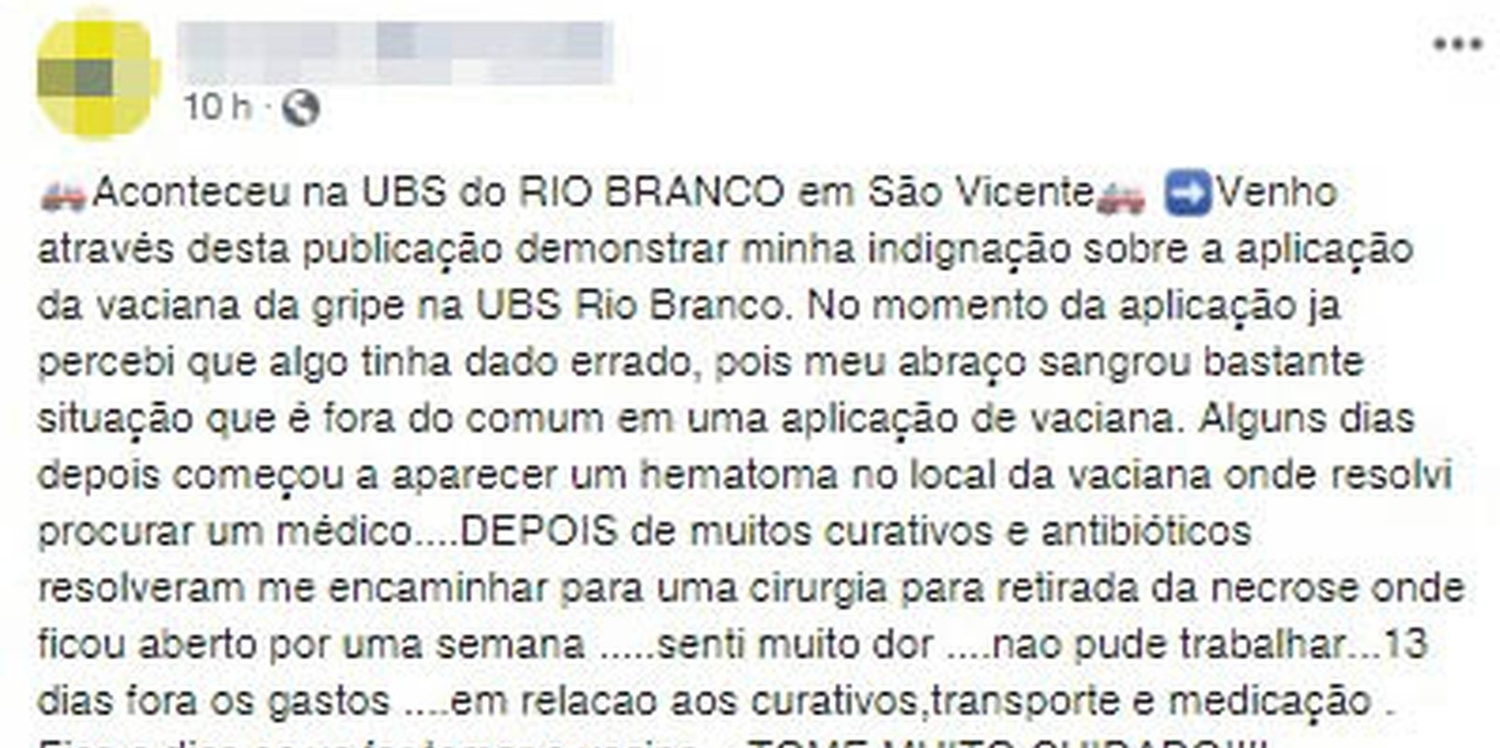 10 h ·
🚑Aconteceu na UBS do RIO BRANCO em São Vicente🚑 ➡️Venho
através desta publicação demonstrar minha indignação sobre a aplicação
da vaciana da gripe na UBS Rio Branco. No momento da aplicação ja
percebi que algo tinha dado errado, pois meu abraço sangrou bastante
situação que é fora do comum em uma aplicação de vaciana. Alguns dias
depois começou a aparecer um hematoma no local da vaciana onde resolvi
procurar um médico....DEPOIS de muitos curativos e antibióticos
resolveram me encaminhar para uma cirurgia para retirada da necrose onde
ficou aberto por uma semana .....senti muito dor ....nao pude trabalhar...13
dias fora os gastos ....em relacao aos curativos,transporte e medicação .
TOME MUITO CUIDADO!!!!